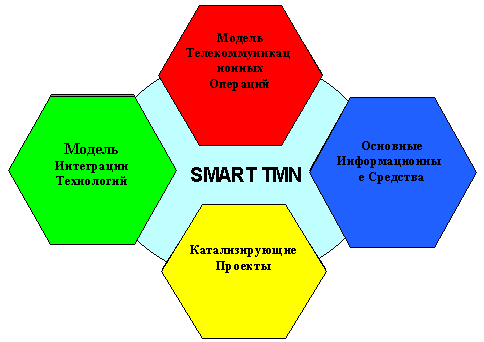 Модель
Телекоммуникац
ионных
Операций
Модель
Интеграции
Технологий
SMART TMN
Основные
Информационны
е Средства
Катализирующие
Проекты